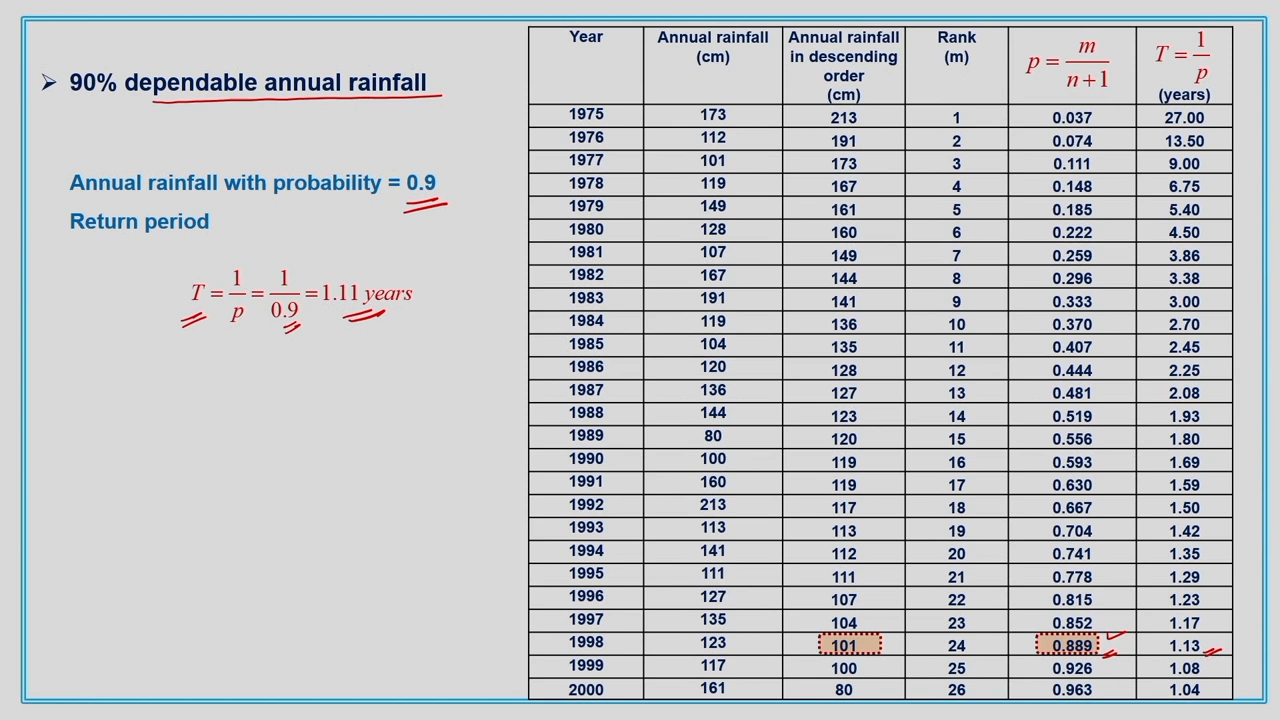 ➢ 90% dependable annual rainfall
Annual rainfall with probability = 0.9
Return period
T = 1/p = 1/0.9 = 1.11 years
Year | Annual rainfall (cm) | Annual rainfall in descending order (cm) | Rank (m) | p = m/(n+1) | T = 1/p (years)
1975 173 213 1 0.037 27.00
1976 112 191 2 0.074 13.50
1977 101 173 3 0.111 9.00
1978 119 167 4 0.148 6.75
1979 149 161 5 0.185 5.40
1980 128 160 6 0.222 4.50
1981 107 149 7 0.259 3.86
1982 167 144 8 0.296 3.38
1983 191 141 9 0.333 3.00
1984 119 136 10 0.370 2.70
1985 104 135 11 0.407 2.45
1986 120 128 12 0.444 2.25
1987 136 127 13 0.481 2.08
1988 144 123 14 0.519 1.93
1989 80 120 15 0.556 1.80
1990 100 119 16 0.593 1.69
1991 160 119 17 0.630 1.59
1992 213 117 18 0.667 1.50
1993 113 113 19 0.704 1.42
1994 141 112 20 0.741 1.35
1995 111 111 21 0.778 1.29
1996 127 107 22 0.815 1.23
1997 135 104 23 0.852 1.17
1998 123 101 24 0.889 1.13
1999 117 100 25 0.926 1.08
2000 161 80 26 0.963 1.04